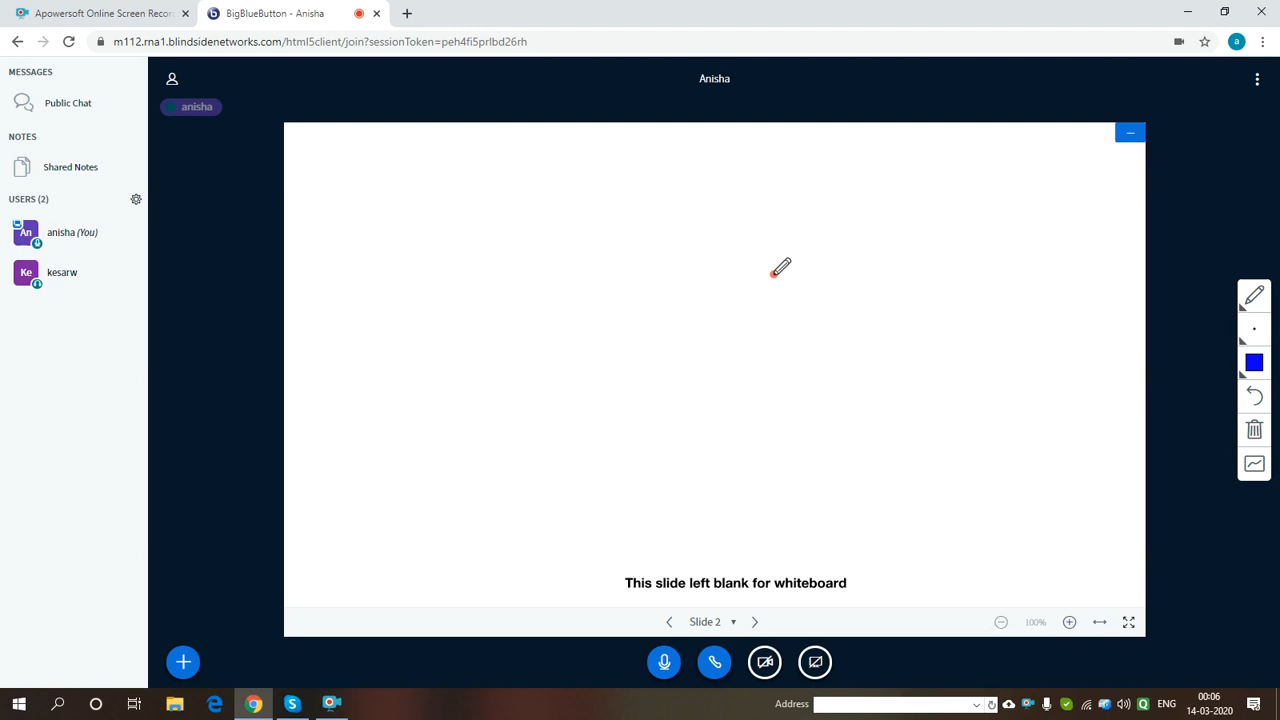 Apowersoft Online Screen Recor
BigBlueButton - Anisha
m112.rna1.blindsidenetworks.com/html5client/join?sessionToken=peh4fi5prlbd26rh
a
MESSAGES
Public Chat
NOTES
Shared Notes
USERS (2)
An
anisha (You)
Ke
kesarw
Anisha
anisha
This slide left blank for whiteboard
Slide 2
100%
Address
ENG
00:06
14-03-2020